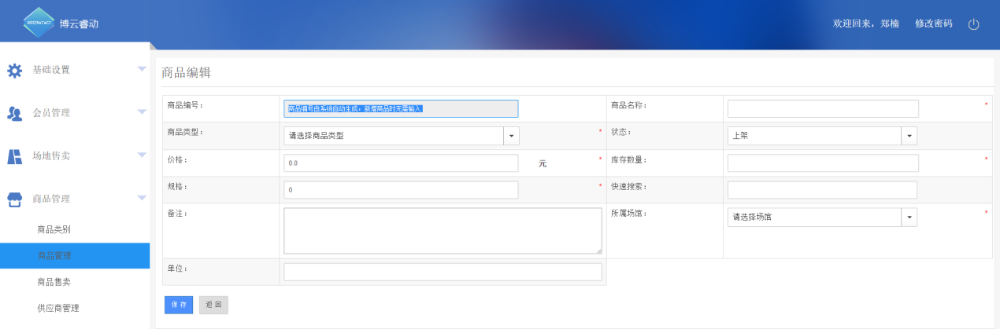 BESTWAYACT
博云睿动
欢迎回来，郑楠 修改密码
基础设置
会员管理
场地售卖
商品管理
商品类别
商品管理
商品售卖
供应商管理
商品编辑
商品编号： 商品编号由系统自动生成，新增商品时无需输入 商品名称： *
商品类型： 请选择商品类型 * 状态： 上架
价格： 0.0 元 * 库存数量： *
规格： 0 * 快速搜索：
备注： 所属场馆： 请选择场馆 *
单位：
保存 返回